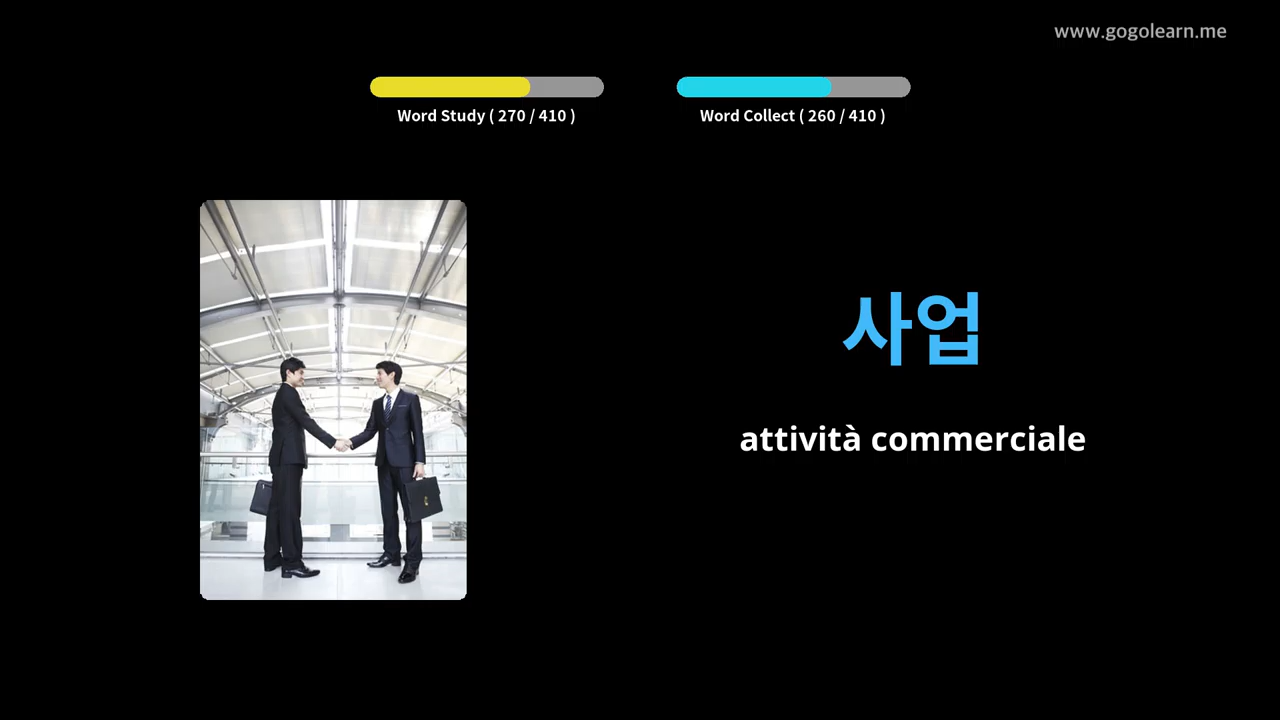 www.gogolearn.me
Word Study ( 270 / 410 )
Word Collect ( 260 / 410 )
사업
attività commerciale